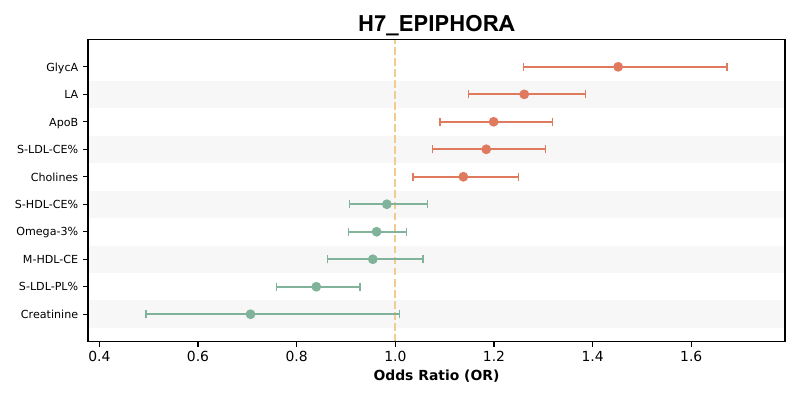 H7_EPIPHORA
GlycA
LA
ApoB
S-LDL-CE%
Cholines
S-HDL-CE%
Omega-3%
M-HDL-CE
S-LDL-PL%
Creatinine
0.4 0.6 0.8 1.0 1.2 1.4 1.6
Odds Ratio (OR)